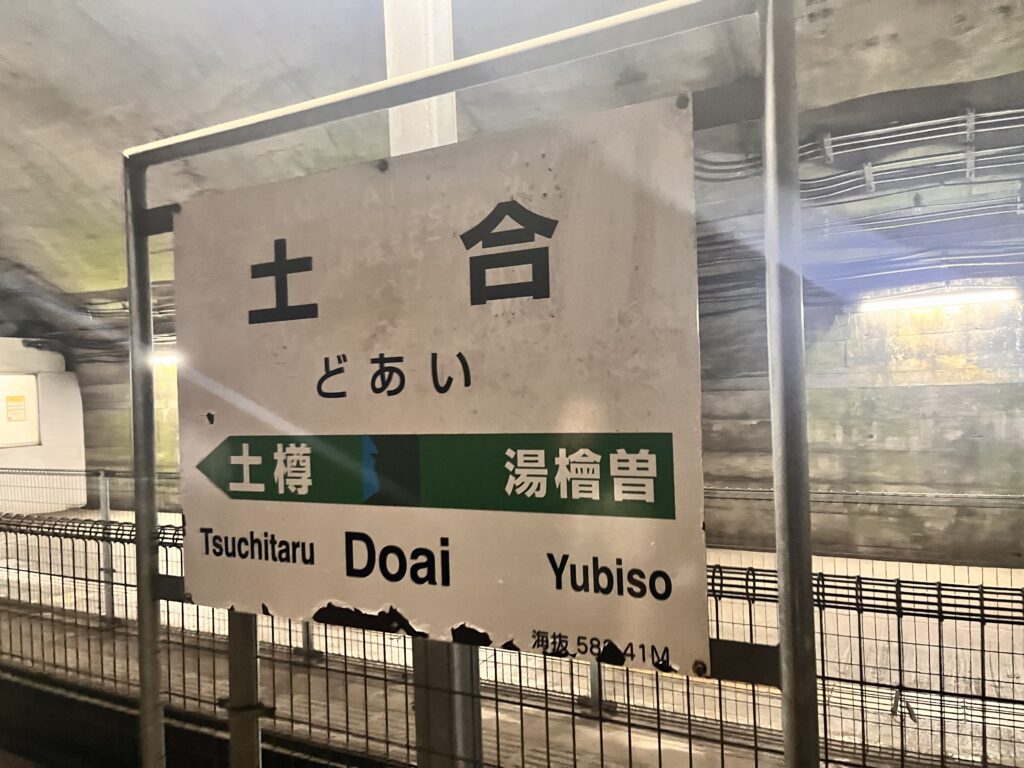 土合
どあい
土樽 湯檜曽
Tsuchitaru Doai Yubiso
海抜